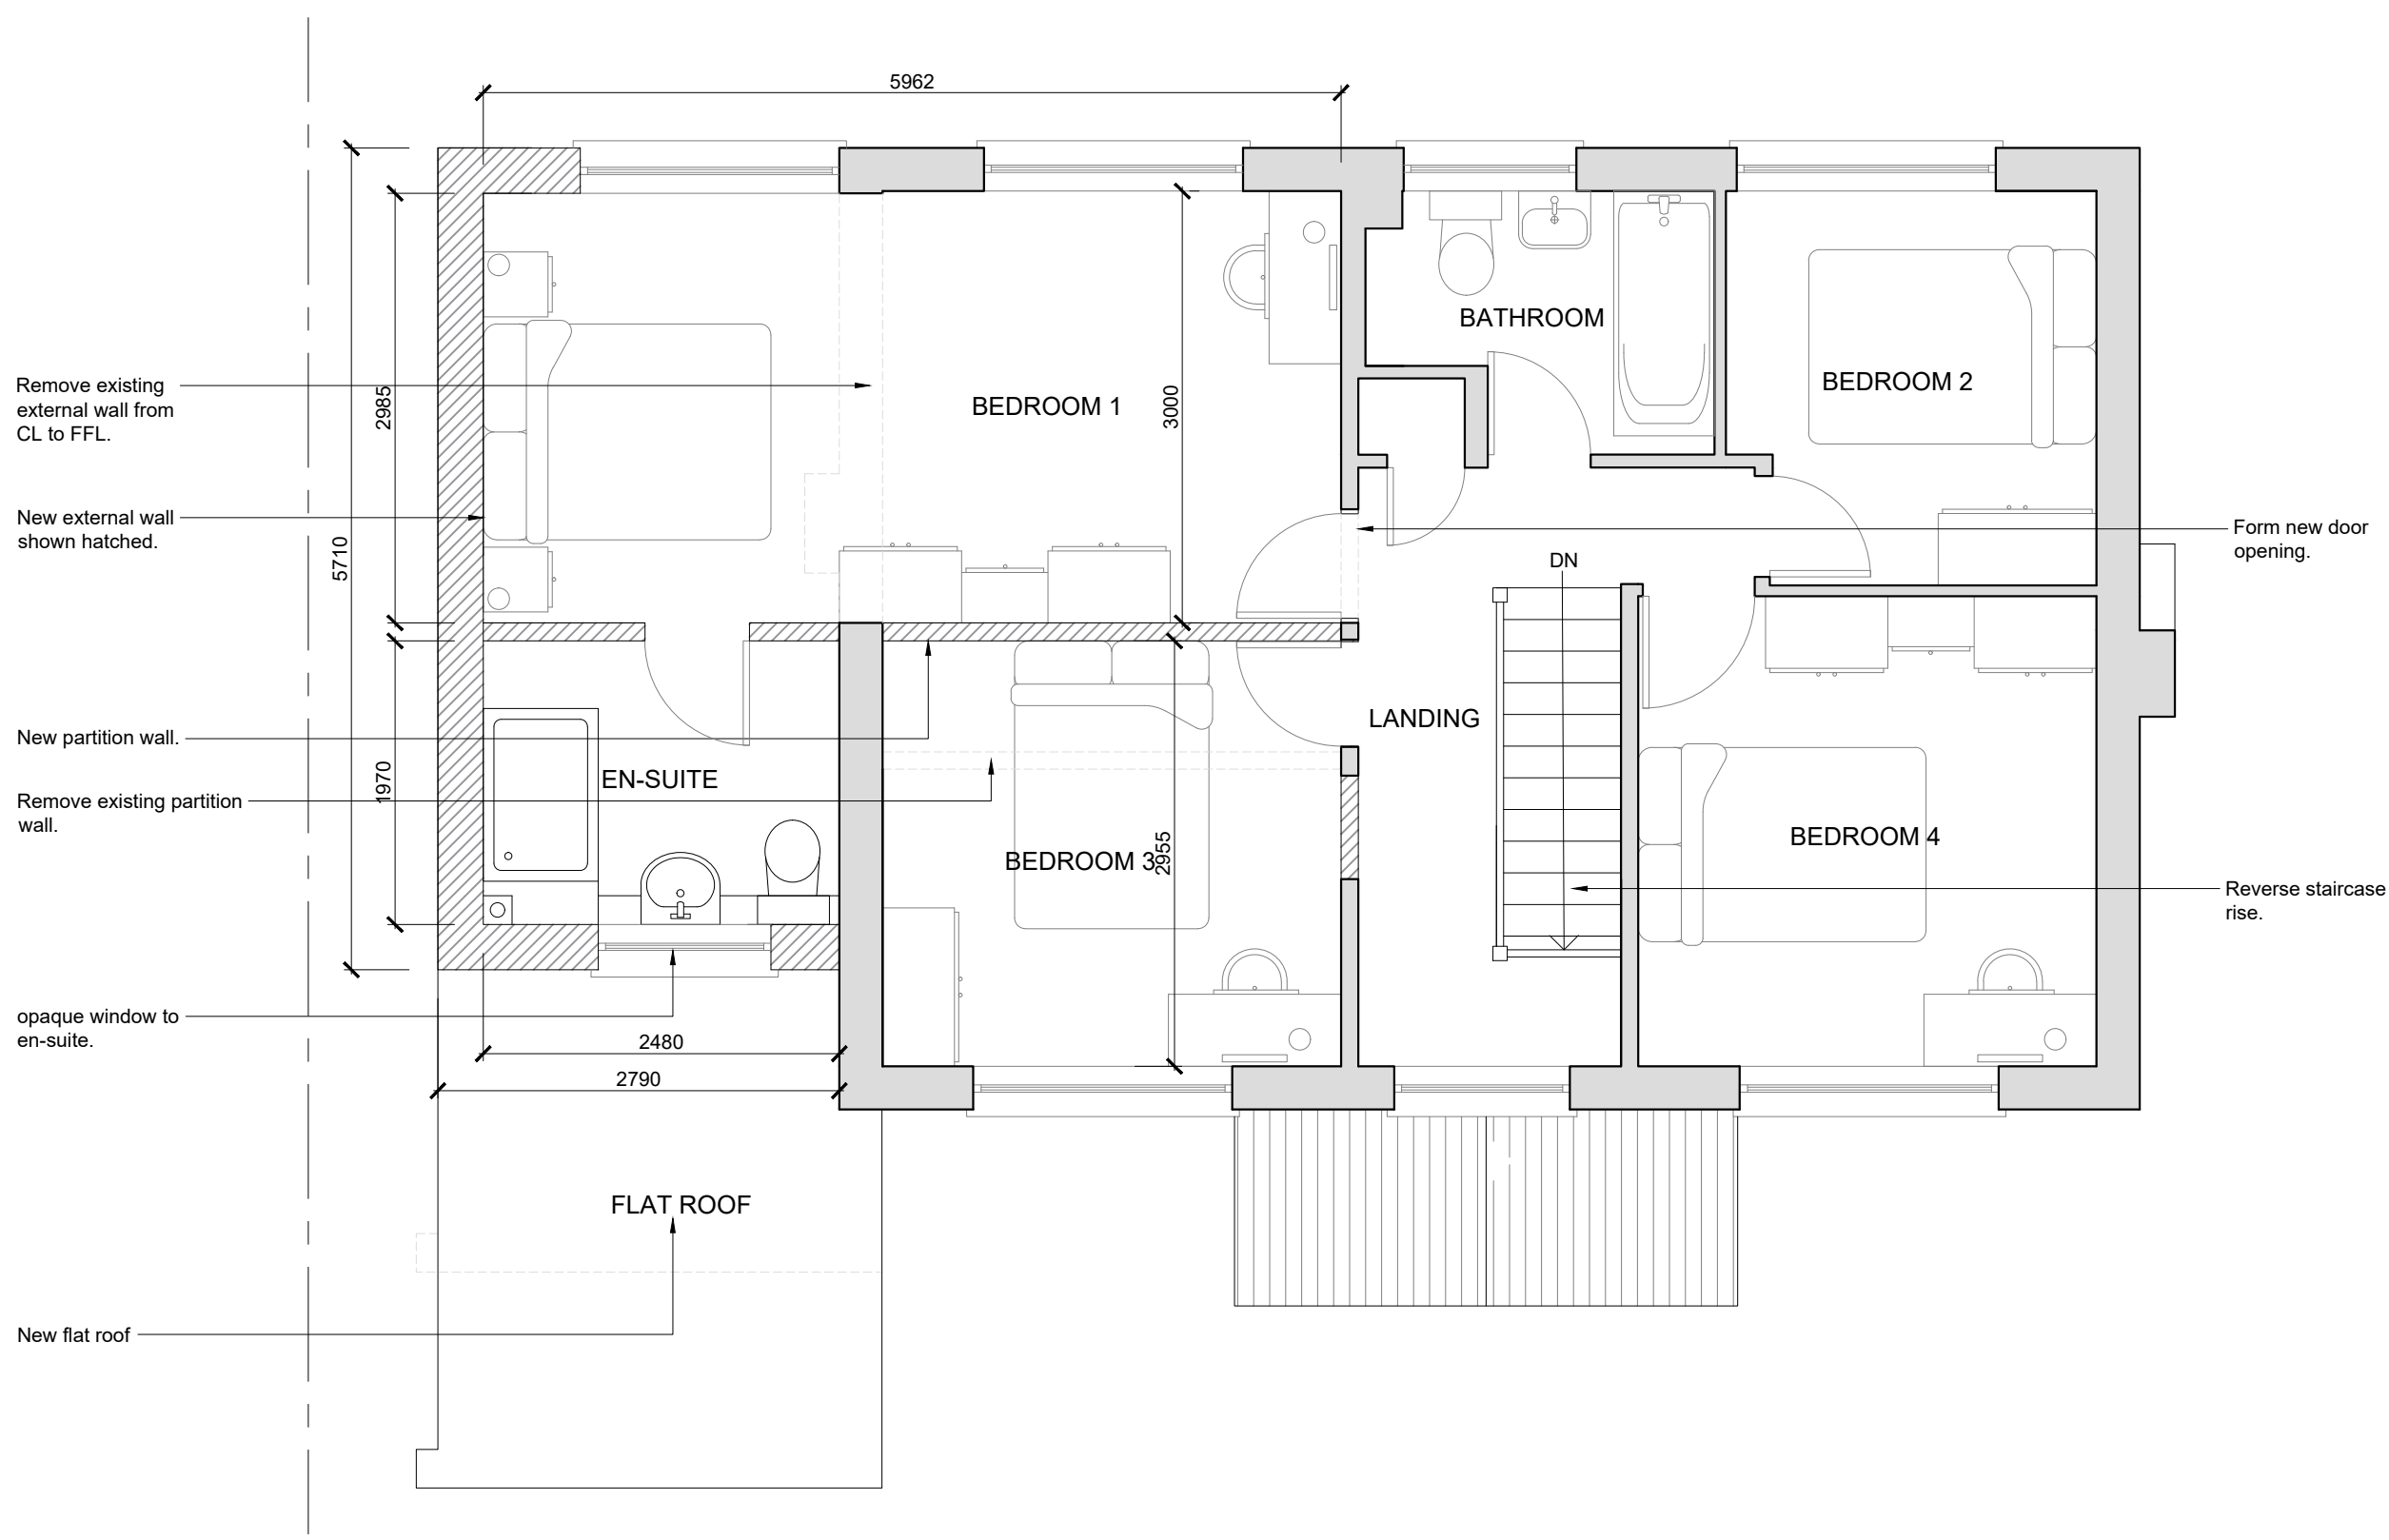 5962
Remove existing
external wall from
CL to FFL.
2985
BEDROOM 1
3000
BATHROOM
BEDROOM 2
New external wall
shown hatched.
5710
DN
Form new door
opening.
New partition wall.
EN-SUITE
1970
LANDING
Remove existing partition
wall.
BEDROOM 3
2955
BEDROOM 4
Reverse staircase
rise.
opaque window to
en-suite.
2480
2790
FLAT ROOF
New flat roof